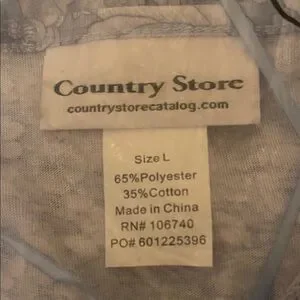 Country Store
countrystorecatalog.com
Size L
65%Polyester
35%Cotton
Made in China
RN# 106740
PO# 601225396